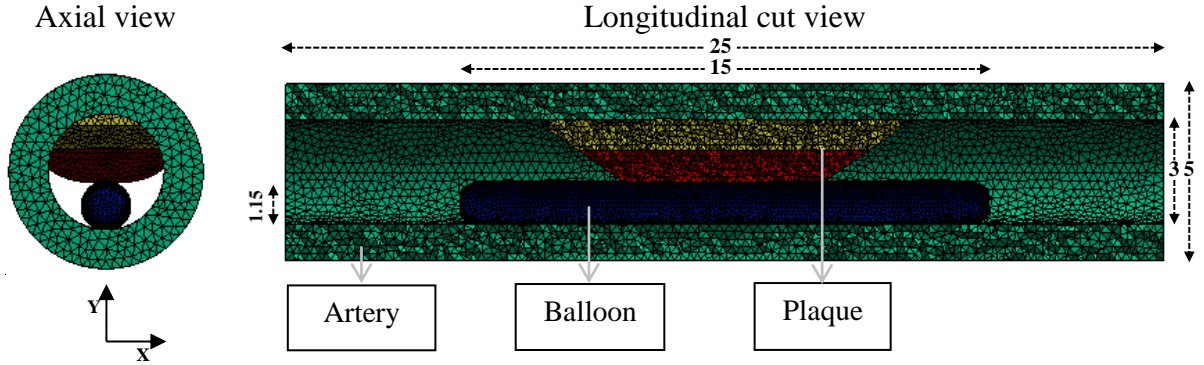 Axial view
Longitudinal cut view
25
15
1.15
3
5
Y
X
Artery
Balloon
Plaque